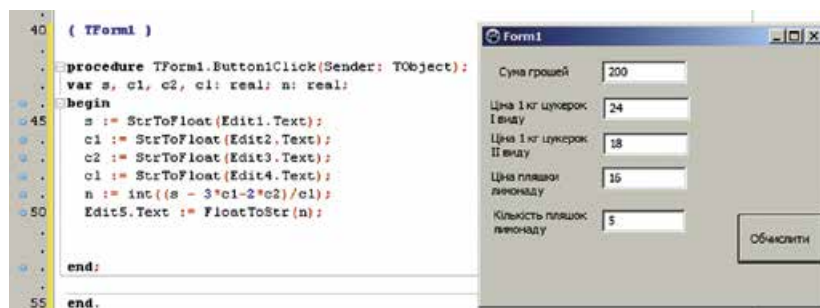 40 { TForm1 }
procedure TForm1.Button1Click(Sender: TObject);
var s, c1, c2, cl: real; n: real;
begin
45 s := StrToFloat(Edit1.Text);
c1 := StrToFloat(Edit2.Text);
c2 := StrToFloat(Edit3.Text);
cl := StrToFloat(Edit4.Text);
n := int((s - 3*c1-2*c2)/cl);
50 Edit5.Text := FloatToStr(n);
end;
55 end.
Form1
Сума грошей 200
Ціна 1 кг цукерок
І виду 24
Ціна 1 кг цукерок
ІІ виду 18
Ціна пляшки
лимонаду 16
Кількість пляшок
лимонаду 5
Обчислити